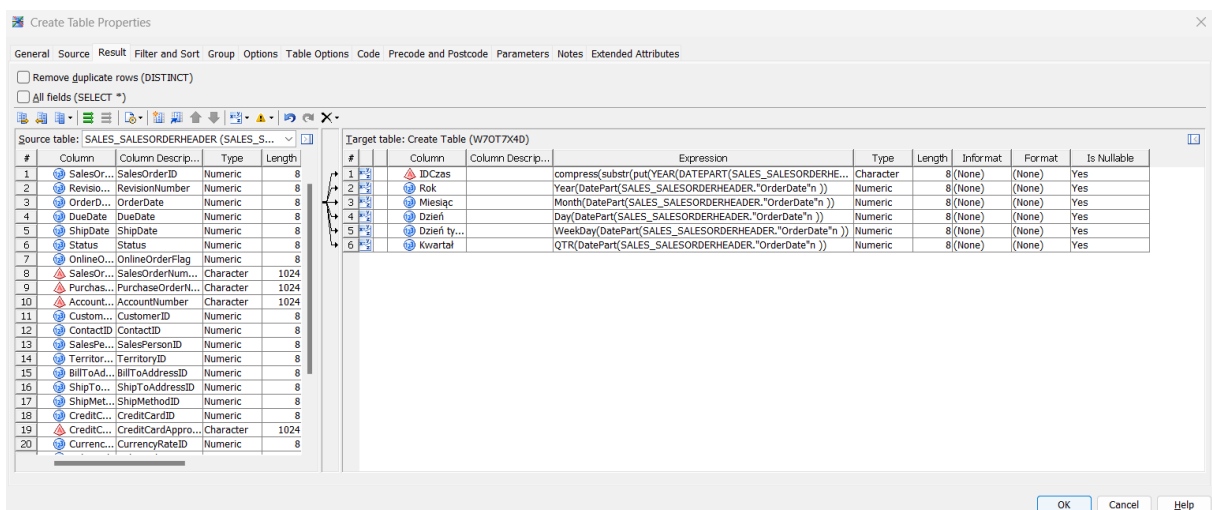 Create Table Properties
General Source Result Filter and Sort Group Options Table Options Code Precode and Postcode Parameters Notes Extended Attributes
Remove duplicate rows (DISTINCT)
All fields (SELECT *)
Source table: SALES_SALESORDERHEADER (SALES_S...
# Column Column Descrip... Type Length
1 SalesOr... SalesOrderID Numeric 8
2 Revisio... RevisionNumber Numeric 8
3 OrderD... OrderDate Numeric 8
4 DueDate DueDate Numeric 8
5 ShipDate ShipDate Numeric 8
6 Status Status Numeric 8
7 OnlineO... OnlineOrderFlag Numeric 8
8 SalesOr... SalesOrderNum... Character 1024
9 Purchas... PurchaseOrderN... Character 1024
10 Account... AccountNumber Character 1024
11 Custom... CustomerID Numeric 8
12 ContactID ContactID Numeric 8
13 SalesPe... SalesPersonID Numeric 8
14 Territor... TerritoryID Numeric 8
15 BillToAd... BillToAddressID Numeric 8
16 ShipTo... ShipToAddressID Numeric 8
17 ShipMet... ShipMethodID Numeric 8
18 CreditC... CreditCardID Numeric 8
19 CreditC... CreditCardAppro... Character 1024
20 Currenc... CurrencyRateID Numeric 8
Target table: Create Table (W7OT7X4D)
# Column Column Descrip... Expression Type Length Informat Format Is Nullable
1 IDCzas compress(substr(put(YEAR(DATEPART(SALES_SALESORDERHE... Character 8 (None) (None) Yes
2 Rok Year(DatePart(SALES_SALESORDERHEADER."OrderDate"n )) Numeric 8 (None) (None) Yes
3 Miesiąc Month(DatePart(SALES_SALESORDERHEADER."OrderDate"n )) Numeric 8 (None) (None) Yes
4 Dzień Day(DatePart(SALES_SALESORDERHEADER."OrderDate"n )) Numeric 8 (None) (None) Yes
5 Dzień ty... WeekDay(DatePart(SALES_SALESORDERHEADER."OrderDate"n )) Numeric 8 (None) (None) Yes
6 Kwartał QTR(DatePart(SALES_SALESORDERHEADER."OrderDate"n )) Numeric 8 (None) (None) Yes
OK Cancel Help